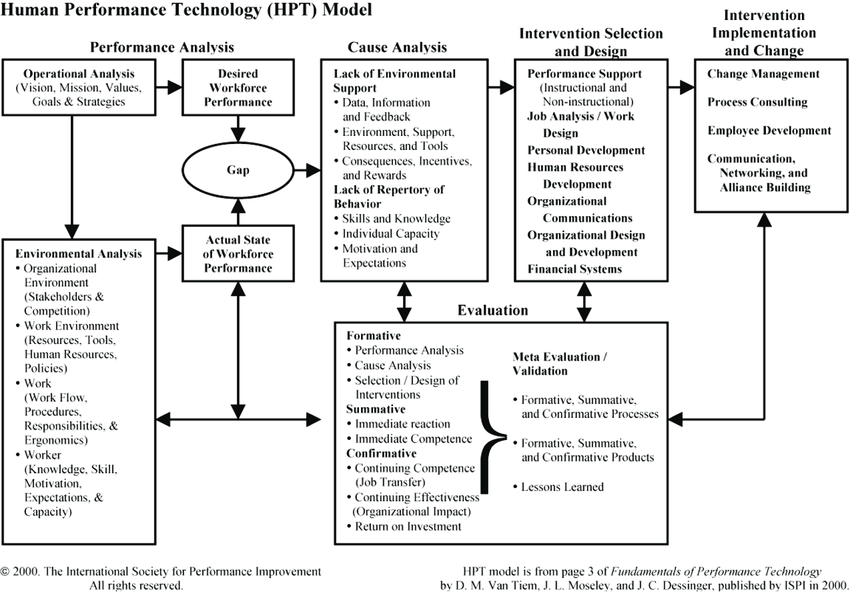 Human Performance Technology (HPT) Model
Performance Analysis
Operational Analysis
(Vision, Mission, Values,
Goals & Strategies
Desired
Workforce
Performance
Gap
Actual State
of Workforce
Performance
Environmental Analysis
• Organizational
Environment
(Stakeholders &
Competition)
• Work Environment
(Resources, Tools,
Human Resources,
Policies)
• Work
(Work Flow,
Procedures,
Responsibilities, &
Ergonomics)
• Worker
(Knowledge, Skill,
Motivation,
Expectations, &
Capacity)
Cause Analysis
Lack of Environmental
Support
• Data, Information
and Feedback
• Environment, Support,
Resources, and Tools
• Consequences, Incentives,
and Rewards
Lack of Repertory of
Behavior
• Skills and Knowledge
• Individual Capacity
• Motivation and
Expectations
Intervention Selection
and Design
Performance Support
(Instructional and
Non-instructional)
Job Analysis / Work
Design
Personal Development
Human Resources
Development
Organizational
Communications
Organizational Design
and Development
Financial Systems
Intervention
Implementation
and Change
Change Management
Process Consulting
Employee Development
Communication,
Networking, and
Alliance Building
Evaluation
Formative
• Performance Analysis
• Cause Analysis
• Selection / Design of
Interventions
Summative
• Immediate reaction
• Immediate Competence
Confirmative
• Continuing Competence
(Job Transfer)
• Continuing Effectiveness
(Organizational Impact)
• Return on Investment
Meta Evaluation /
Validation
• Formative, Summative,
and Confirmative Processes
• Formative, Summative,
and Confirmative Products
• Lessons Learned
© 2000. The International Society for Performance Improvement
All rights reserved.
HPT model is from page 3 of Fundamentals of Performance Technology
by D. M. Van Tiem, J. L. Moseley, and J. C. Dessinger, published by ISPI in 2000.